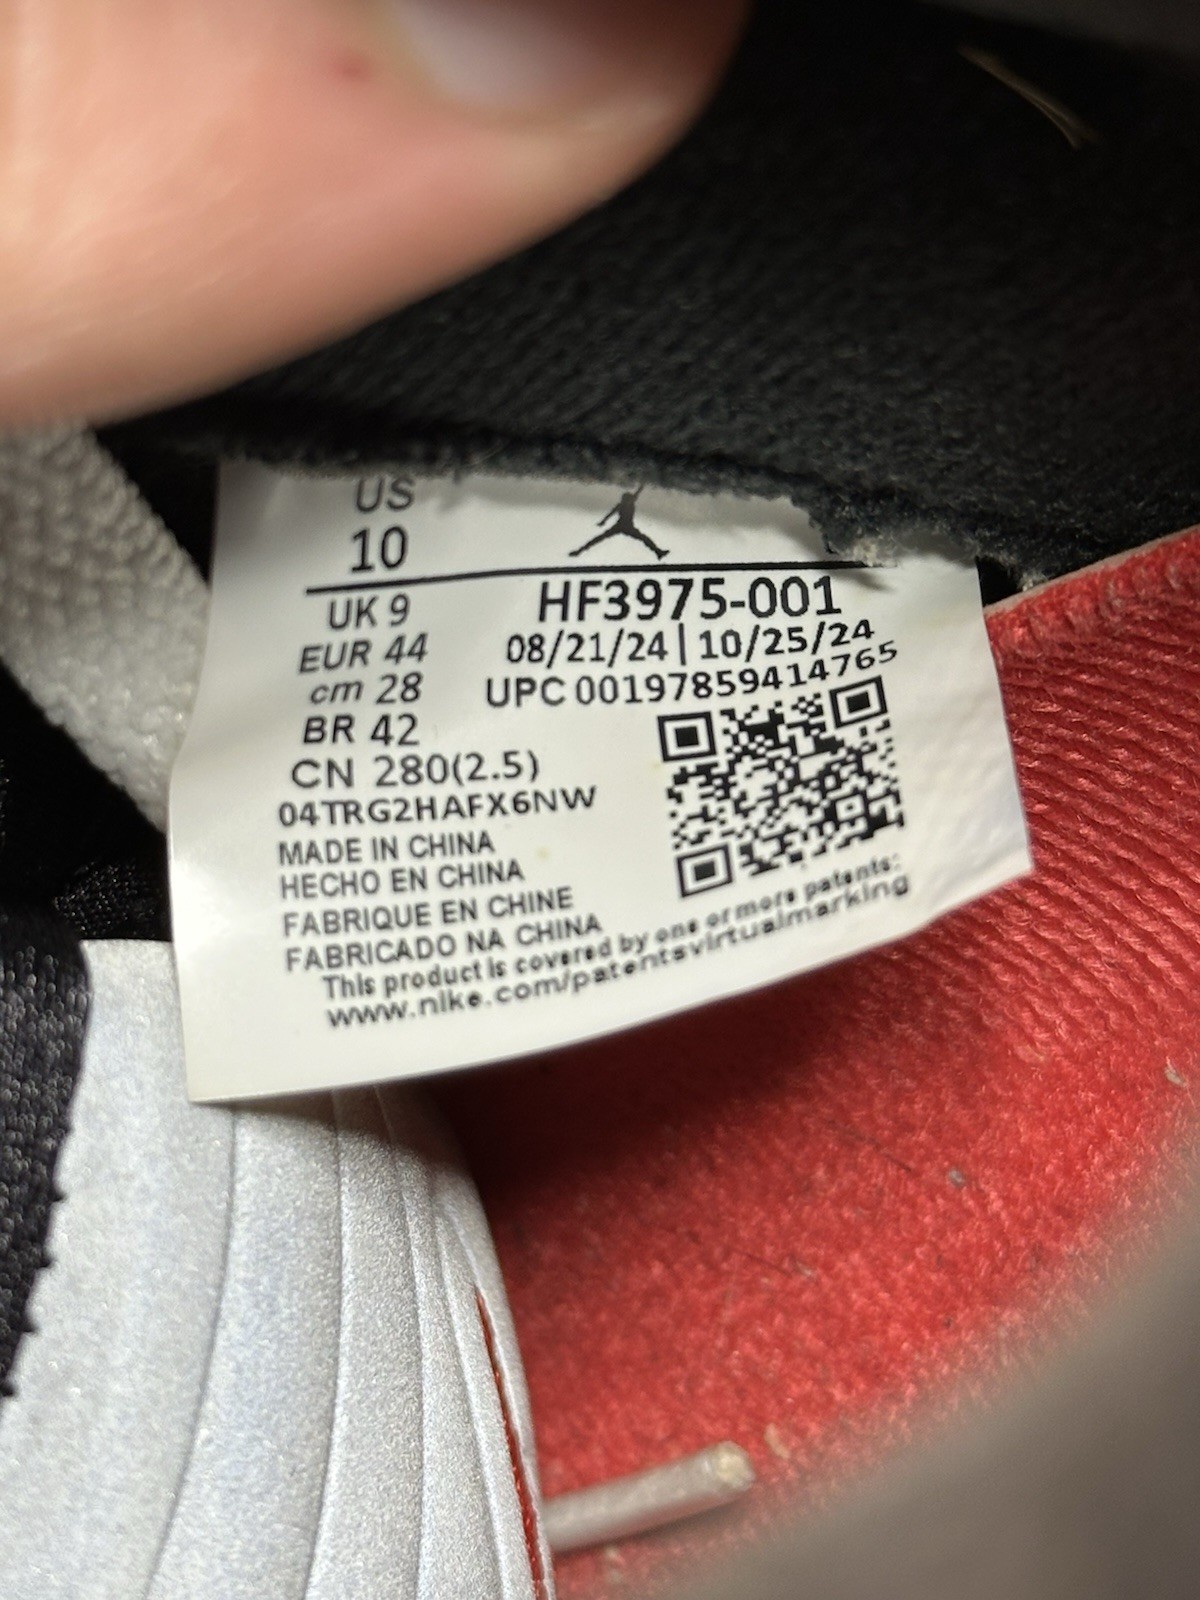 US
10
HF3975-001
UK 9
08/21/24 | 10/25/24
EUR 44
UPC 00197859414765
cm 28
BR 42
CN 280(2.5)
04TRG2HAFX6NW
MADE IN CHINA
HECHO EN CHINA
FABRIQUE EN CHINE
FABRICADO NA CHINA
This product is covered by one or more patents:
www.nike.com/patentsvirtualmarking